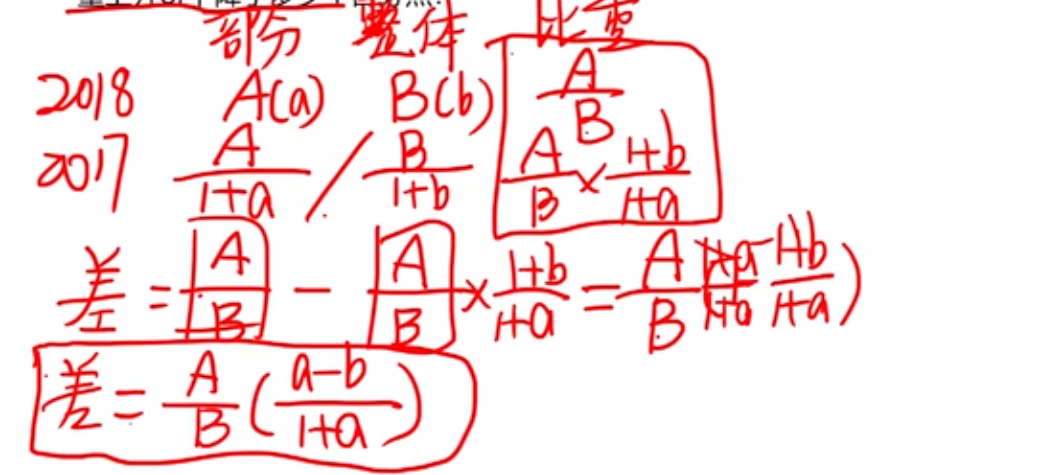 部分 整体 比重
2018 A(a) B(b) A/B
2017 A/(1+a) / B/(1+b) A/B × (1+b)/(1+a)
差 = A/B - A/B × (1+b)/(1+a) = A/B (1+a/1+a - 1+b/1+a)
差 = A/B ( (a-b)/(1+a) )